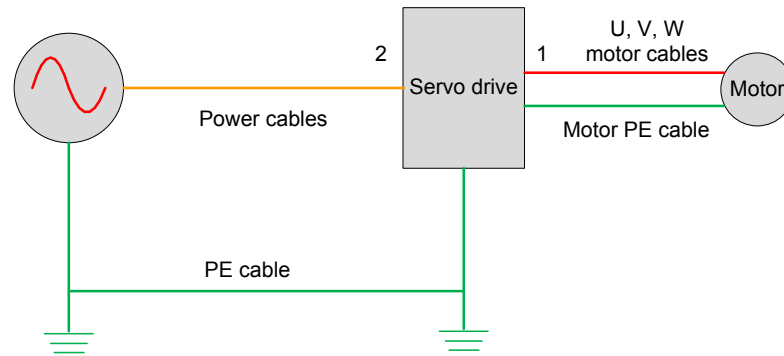 U, V, W
motor cables
2
1
Servo drive
Motor
Power cables
Motor PE cable
PE cable